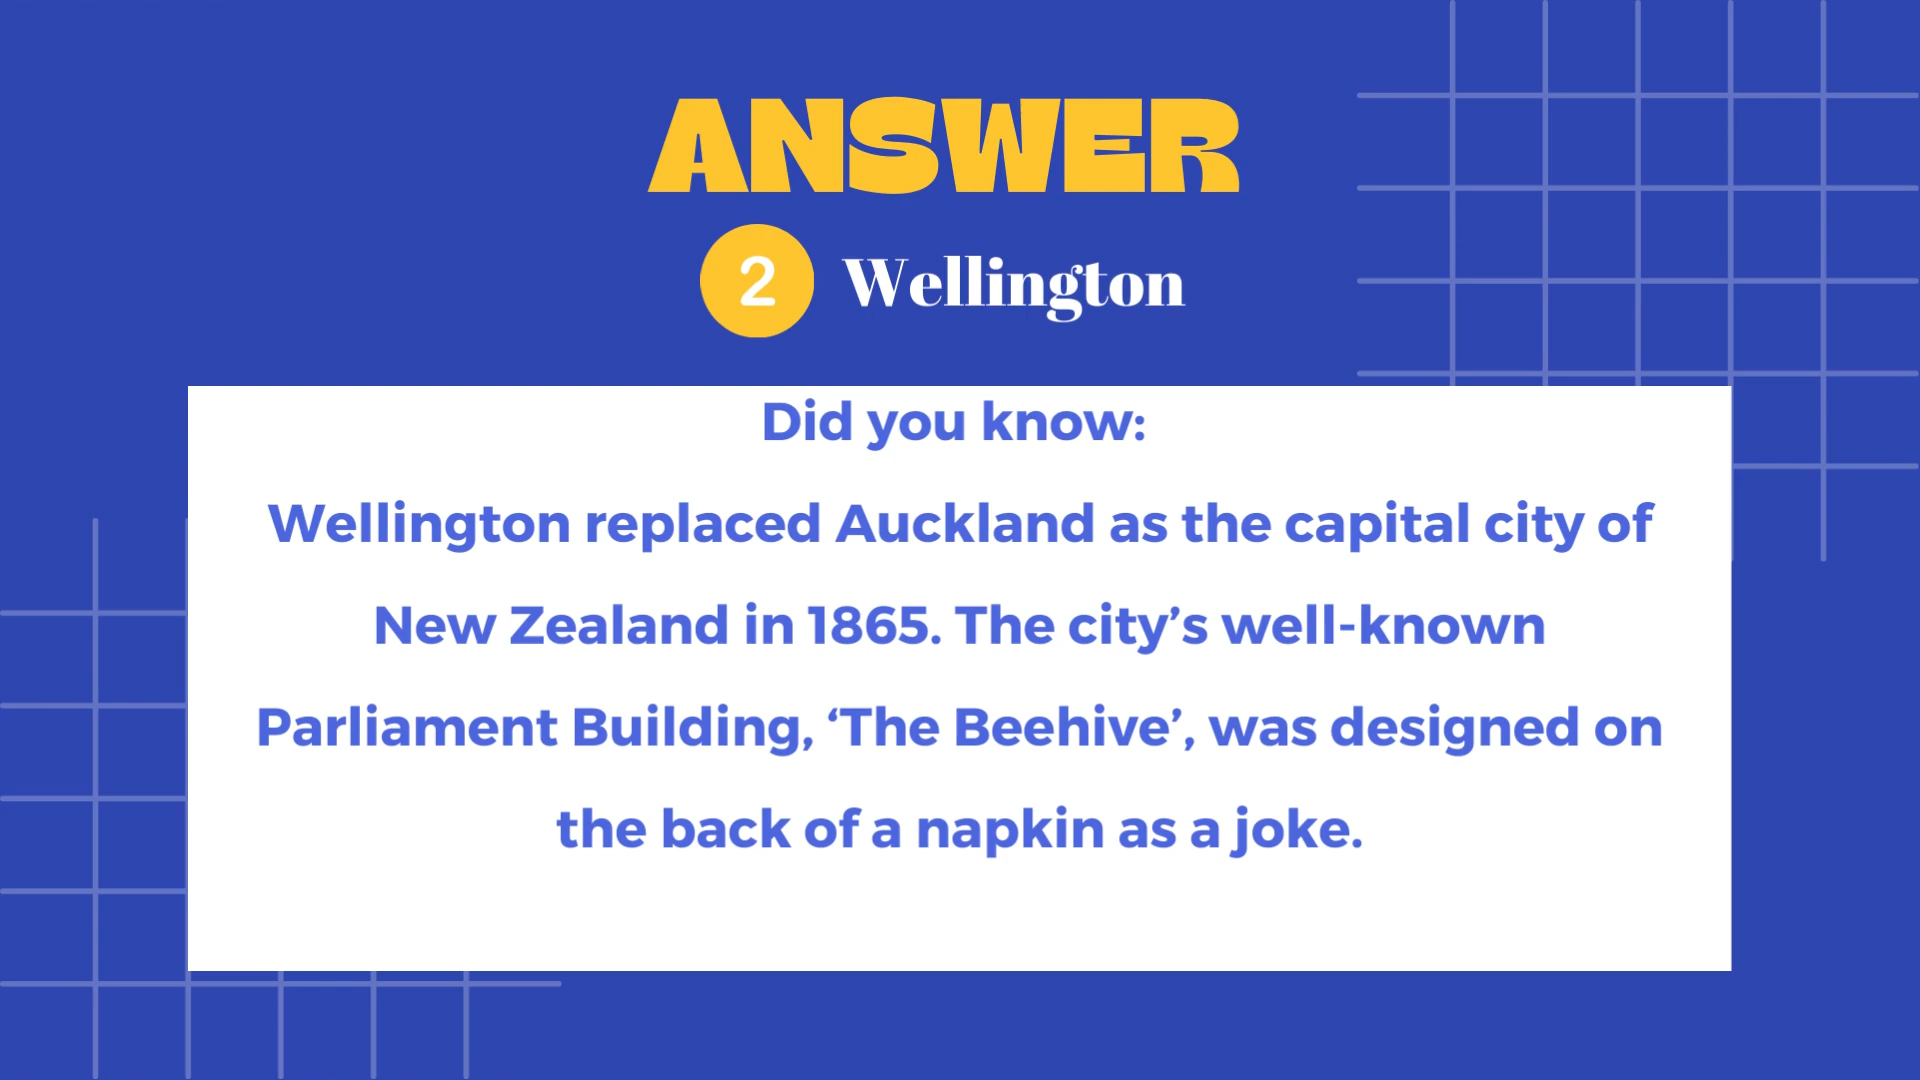 ANSWER
2 Wellington
Did you know:
Wellington replaced Auckland as the capital city of
New Zealand in 1865. The city’s well-known
Parliament Building, ‘The Beehive’, was designed on
the back of a napkin as a joke.